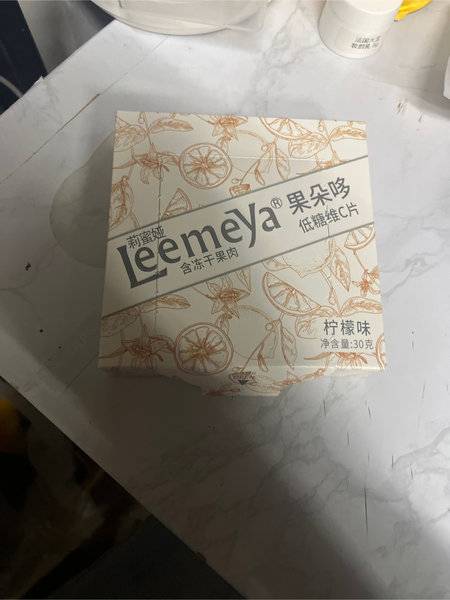 莉蜜娅
Leemeya® 果朵哆
含冻干果肉 低糖维C片
柠檬味
净含量:30克